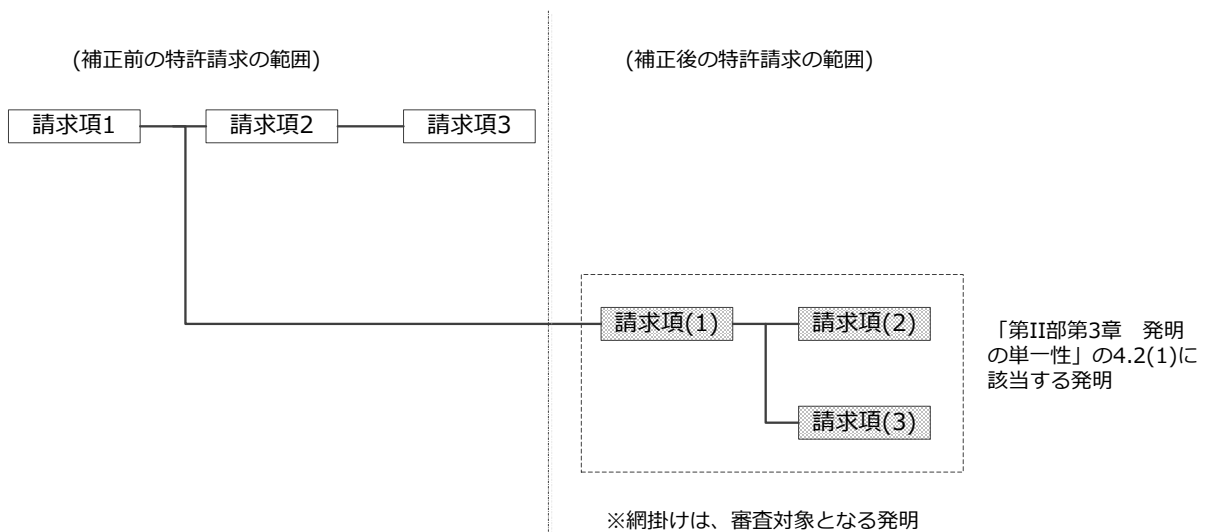 (補正前の特許請求の範囲)
(補正後の特許請求の範囲)
請求項1
請求項2
請求項3
請求項(1)
請求項(2)
請求項(3)
「第II部第3章　発明
の単一性」の4.2(1)に
該当する発明
※網掛けは、審査対象となる発明